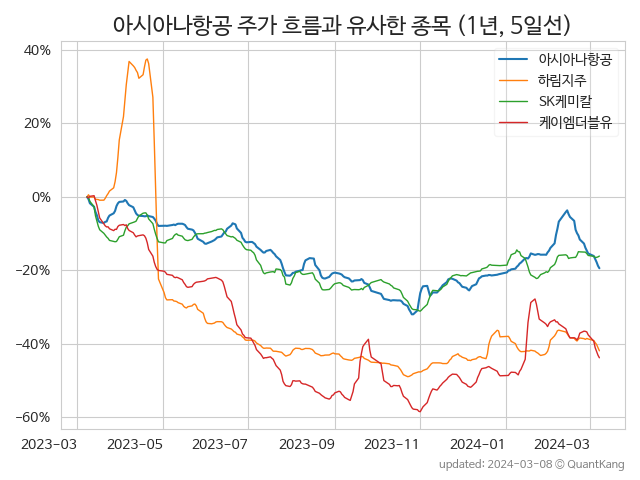 아시아나항공 주가 흐름과 유사한 종목 (1년, 5일선)
아시아나항공
하림지주
SK케미칼
케이엠더블유
40%
20%
0%
−20%
−40%
−60%
2023−03 2023−05 2023−07 2023−09 2023−11 2024−01 2024−03
updated: 2024-03-08 © QuantKang